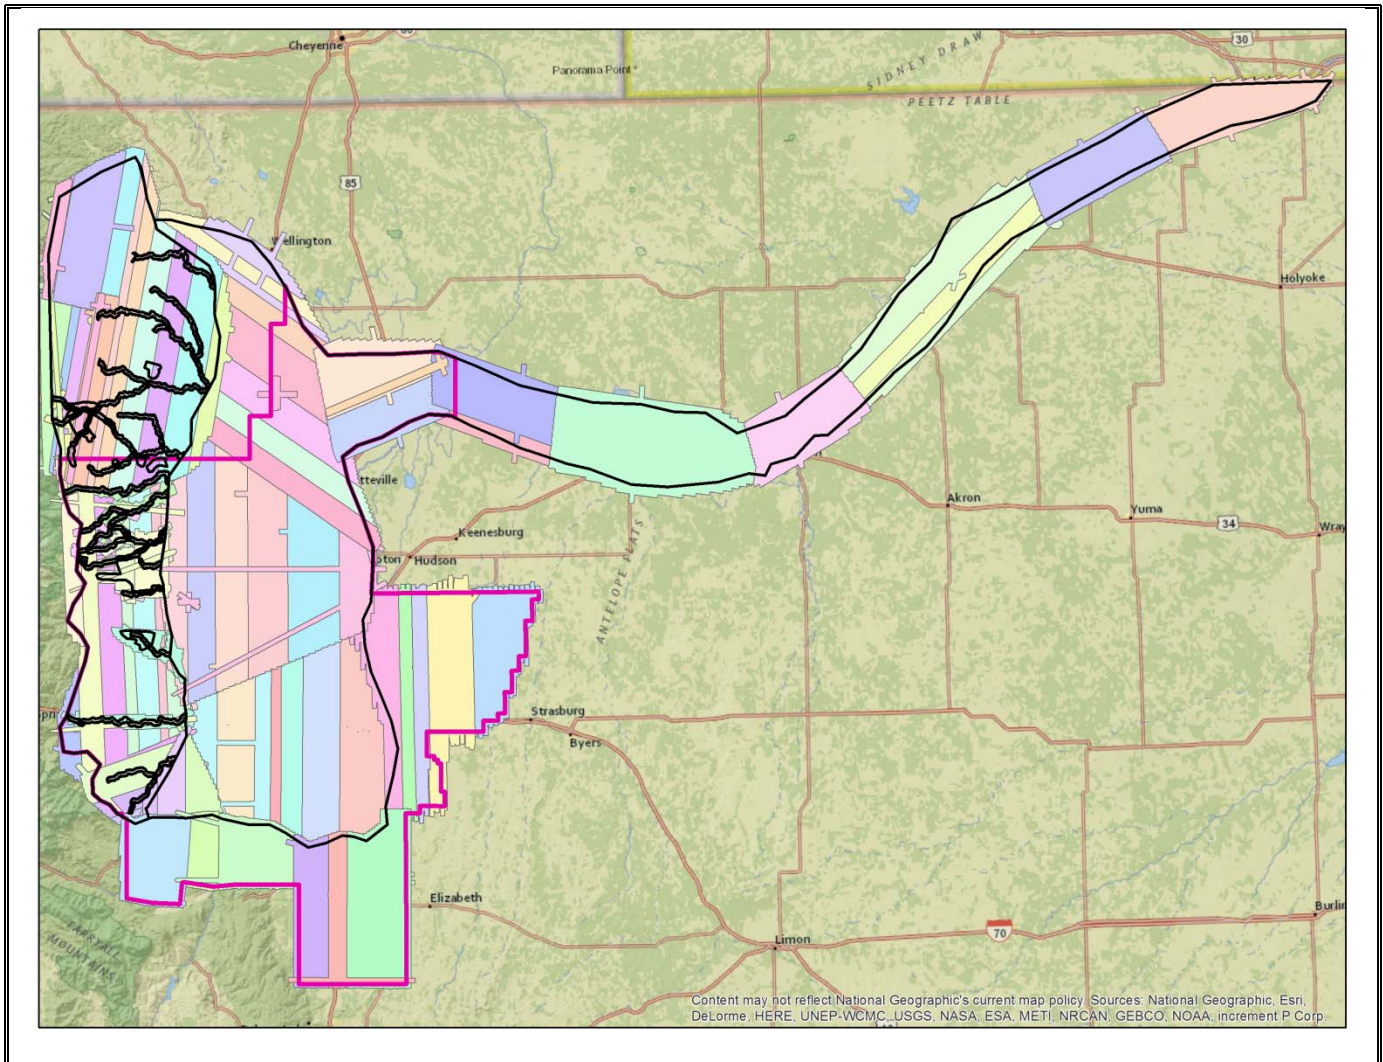 Cheyenne
30
Panorama Point
SIDNEY DRAW
PEETZ TABLE
85
Wellington
Holyoke
tteville
Akron
Yuma
34
Wray
Keenesburg
pton
Hudson
ANTELOPE FLATS
Strasburg
Byers
Elizabeth
TARRYALL
MOUNTAINS
Limon
70
Burlin
Content may not reflect National Geographic's current map policy. Sources: National Geographic, Esri,
DeLorme, HERE, UNEP-WCMC, USGS, NASA, ESA, METI, NRCAN, GEBCO, NOAA, increment P Corp.